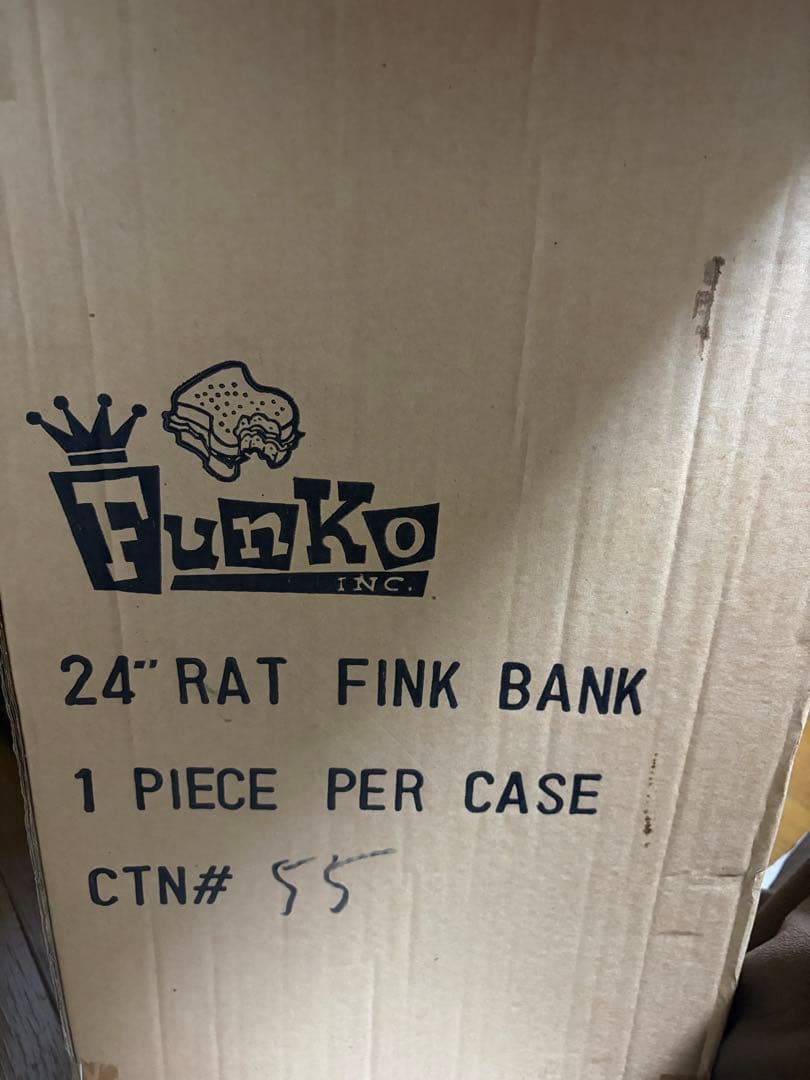 Funko
INC.
24" RAT FINK BANK
1 PIECE PER CASE
CTN# 55